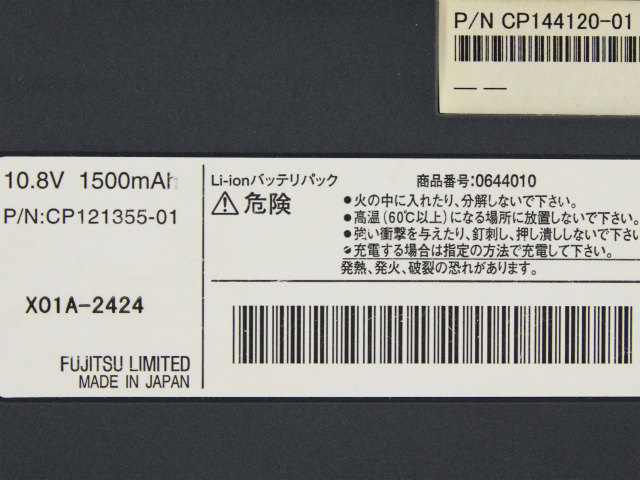 P/N CP144120-01
— —
10.8V 1500mAh
P/N:CP121355-01
X01A-2424
FUJITSU LIMITED
MADE IN JAPAN
Li-ionバッテリパック 商品番号:0644010
⚠危険
●火の中に入れたり、分解しないで下さい。
●高温(60℃以上)になる場所に放置しないで下さい。
●強い衝撃を与えたり、釘刺し、押し潰ししないで下さい
●充電する場合は指定の方法で充電して下さい。
発熱、発火、破裂の恐れがあります。